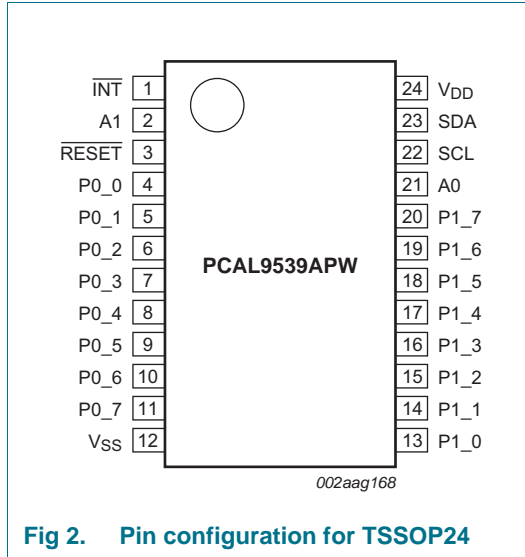 I̅N̅T̅ 1 24 VDD
A1 2 23 SDA
R̅E̅S̅E̅T̅ 3 22 SCL
P0_0 4 21 A0
P0_1 5 20 P1_7
P0_2 6 19 P1_6
PCAL9539APW
P0_3 7 18 P1_5
P0_4 8 17 P1_4
P0_5 9 16 P1_3
P0_6 10 15 P1_2
P0_7 11 14 P1_1
VSS 12 13 P1_0
002aag168
Fig 2. Pin configuration for TSSOP24